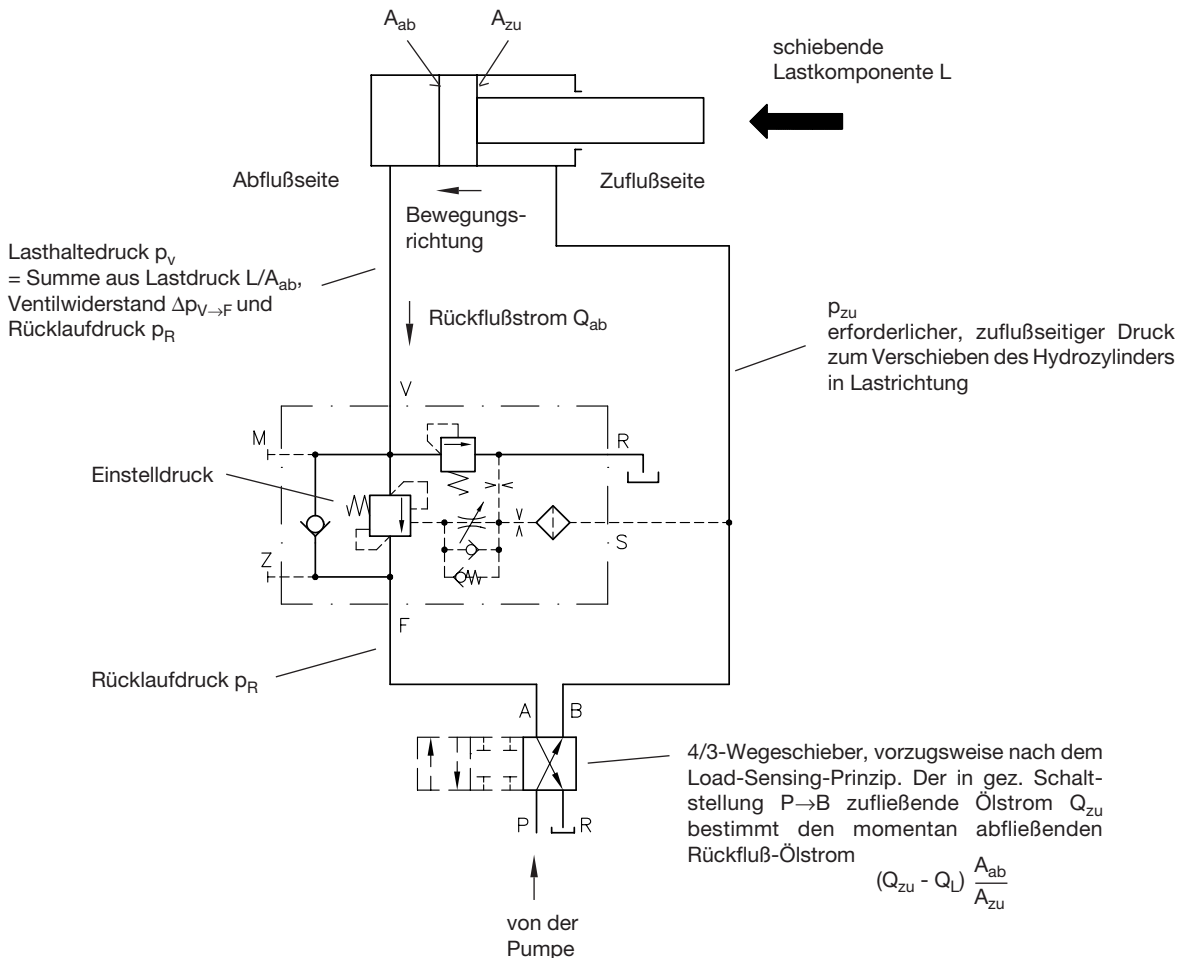 A_ab
A_zu
schiebende
Lastkomponente L
Abflußseite
Zuflußseite
Bewegungs-
richtung
Lasthaltedruck p_v
= Summe aus Lastdruck L/A_ab,
Ventilwiderstand Δp_V→F und
Rücklaufdruck p_R
Rückflußstrom Q_ab
p_zu
erforderlicher, zuflußseitiger Druck
zum Verschieben des Hydrozylinders
in Lastrichtung
V
M
R
Einstelldruck
S
Z
F
Rücklaufdruck p_R
A
B
4/3-Wegeschieber, vorzugsweise nach dem
Load-Sensing-Prinzip. Der in gez. Schalt-
stellung P→B zufließende Ölstrom Q_zu
bestimmt den momentan abfließenden
Rückfluß-Ölstrom
(Q_zu - Q_L) A_ab/A_zu
P
R
von der
Pumpe